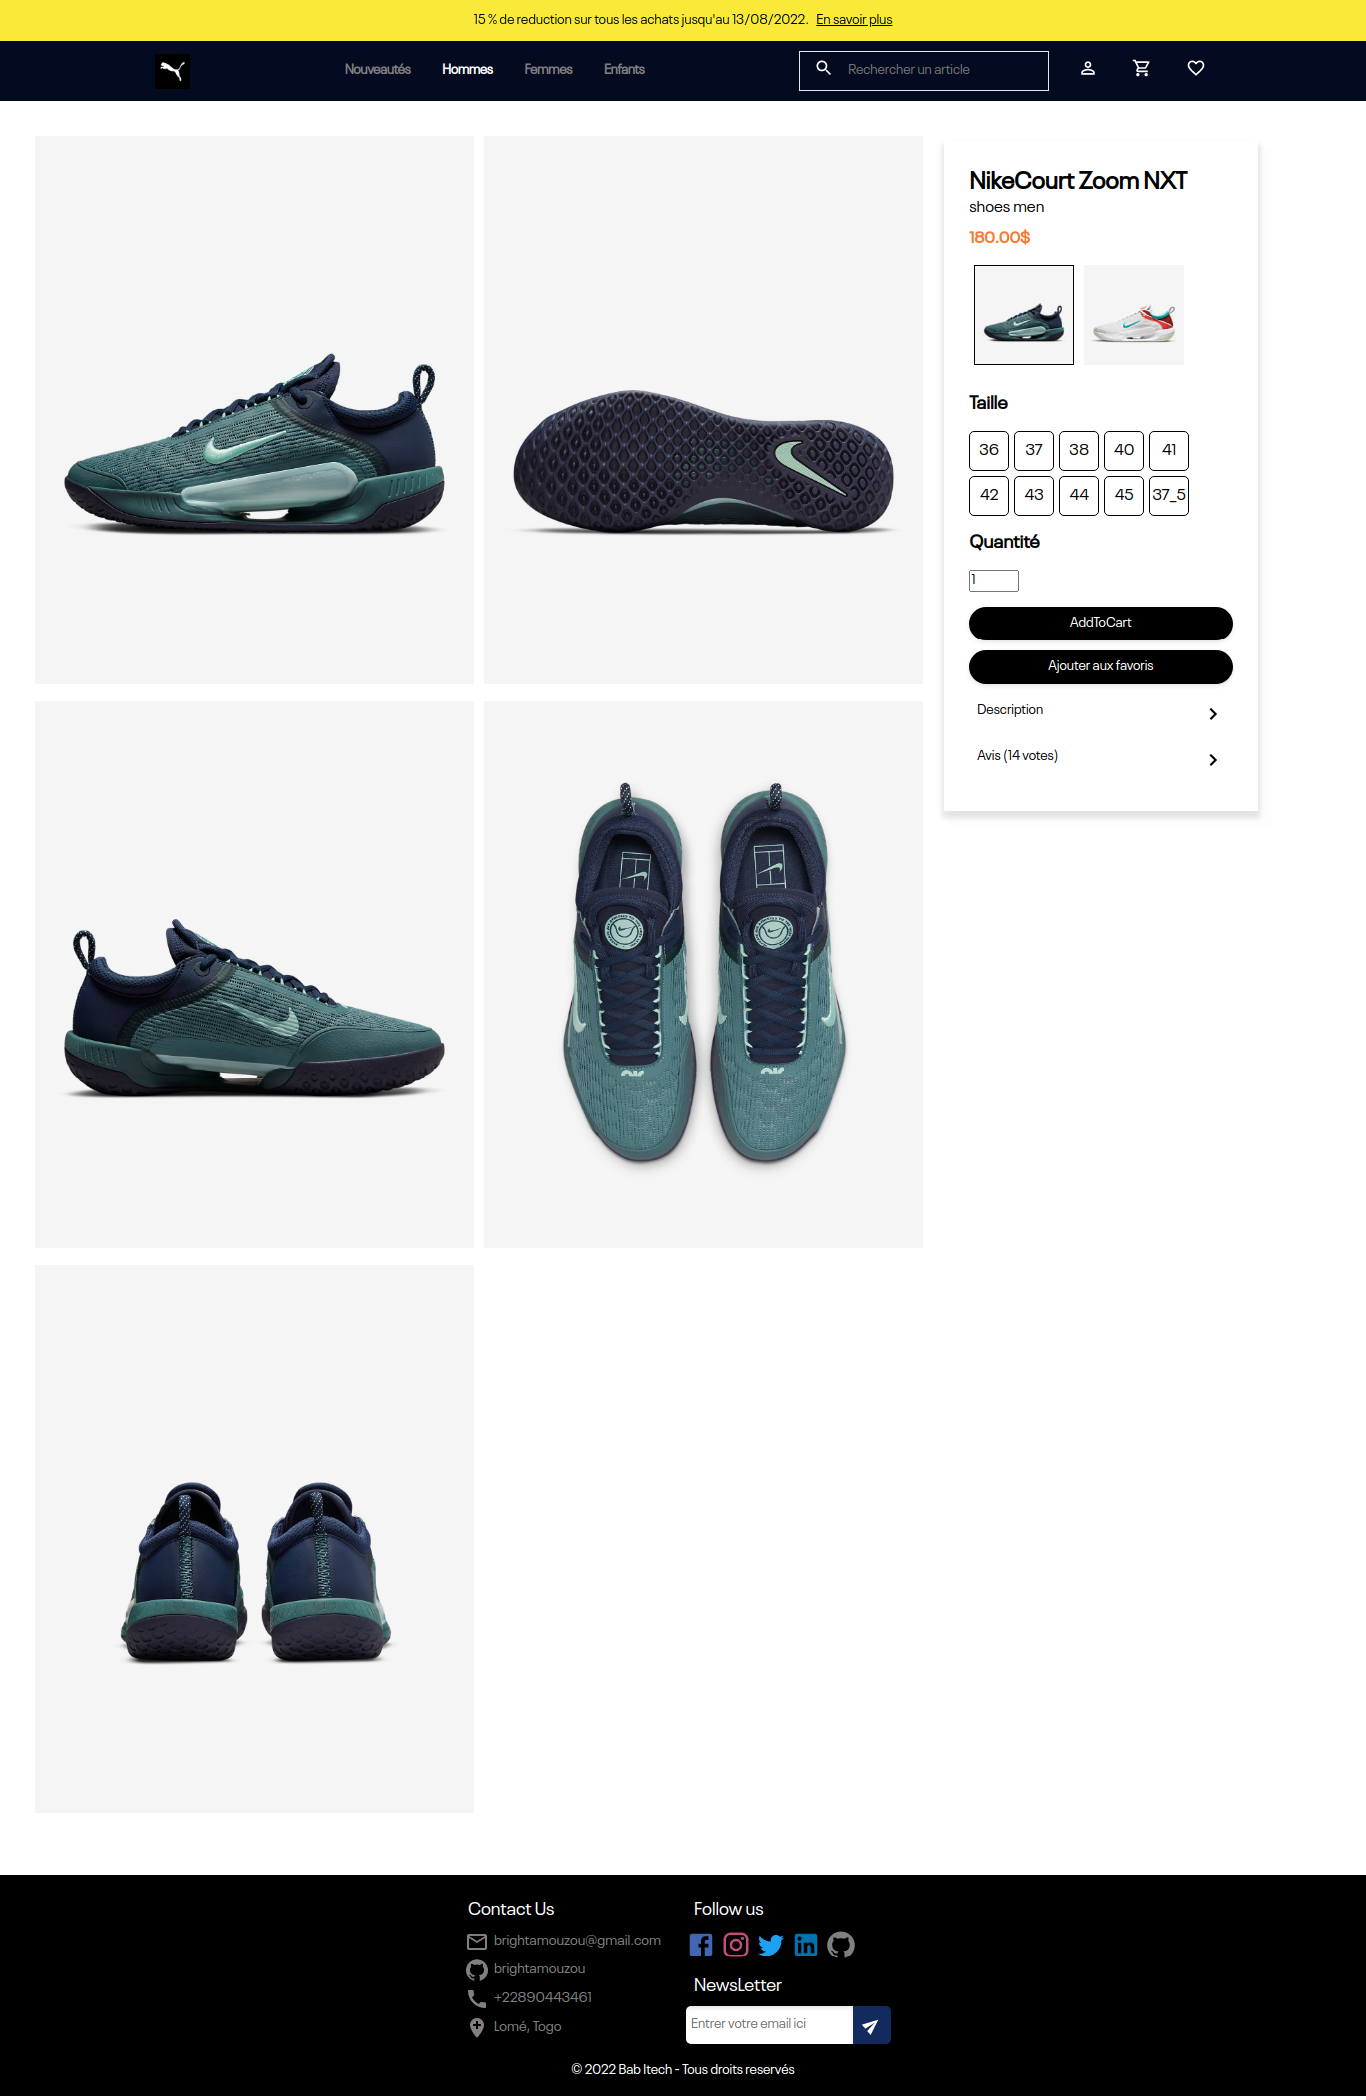 15 % de reduction sur tous les achats jusqu'au 13/08/2022. En savoir plus
Nouveautés Hommes Femmes Enfants Rechercher un article
NikeCourt Zoom NXT
shoes men
180.00$
Taille
36 37 38 40 41
42 43 44 45 37_5
Quantité
1
AddToCart
Ajouter aux favoris
Description
Avis (14 votes)
Contact Us
brightamouzou@gmail.com
brightamouzou
+22890443461
Lomé, Togo
Follow us
NewsLetter
Entrer votre email ici
© 2022 Bab Itech - Tous droits reservés